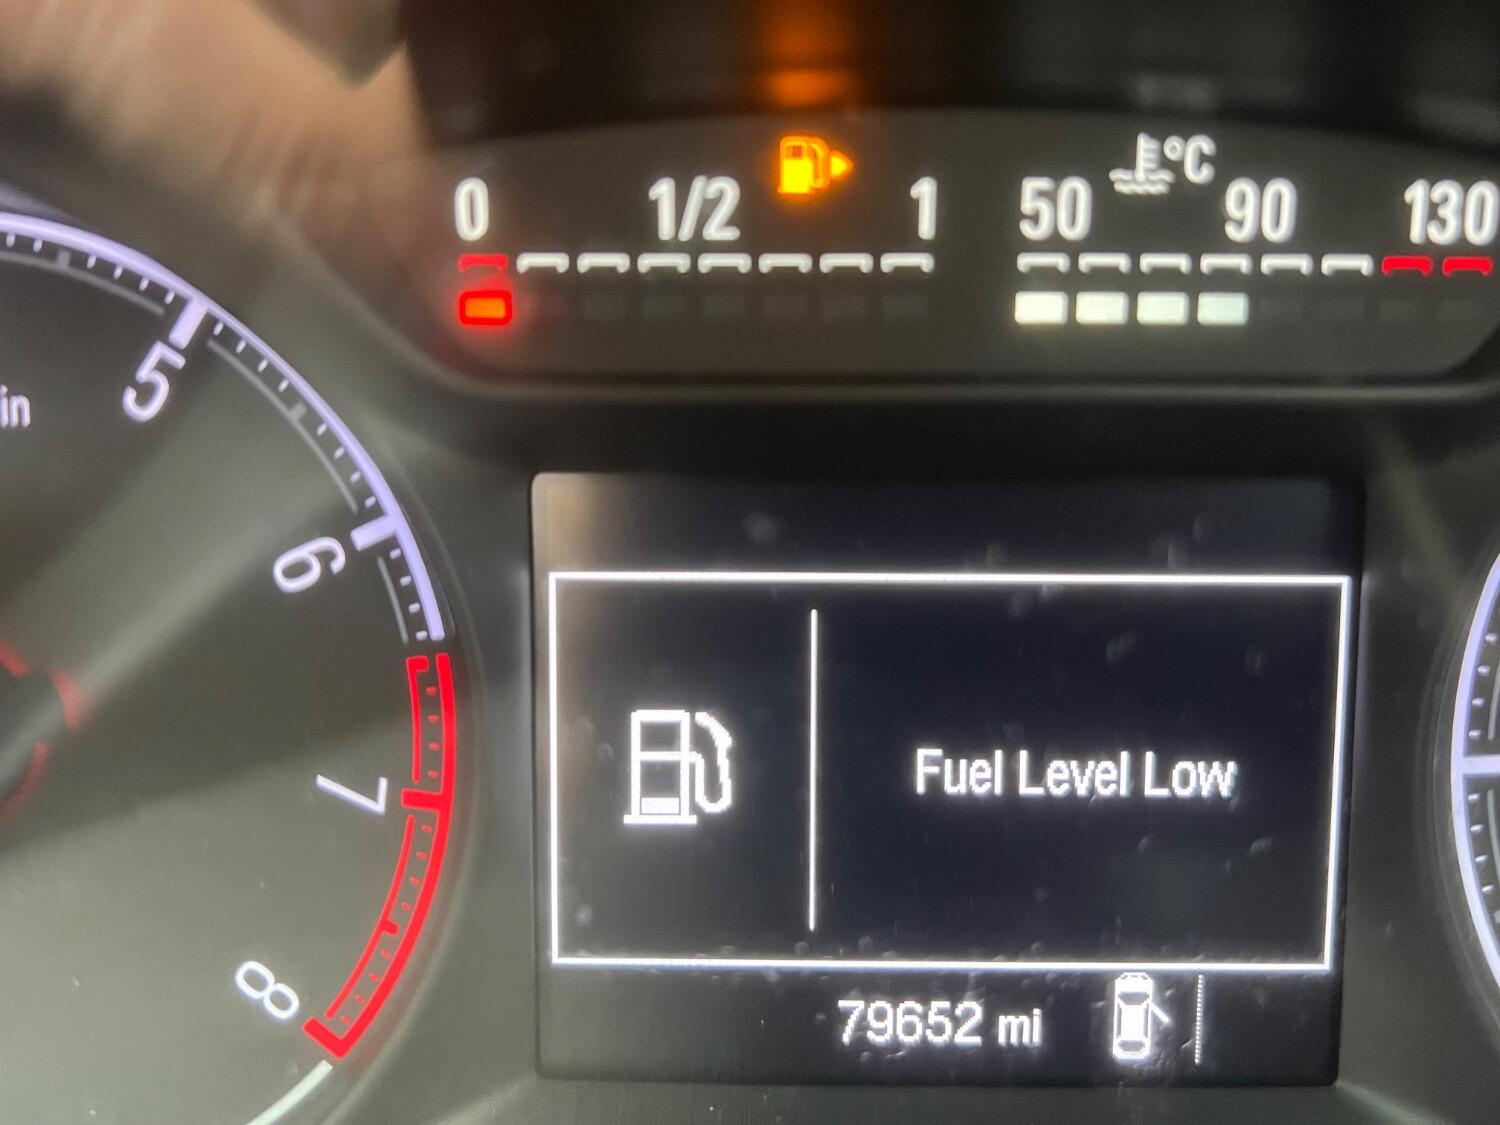 0 1/2 1 50 °C 90 130
5
in
6
7
8
Fuel Level Low
79652 mi